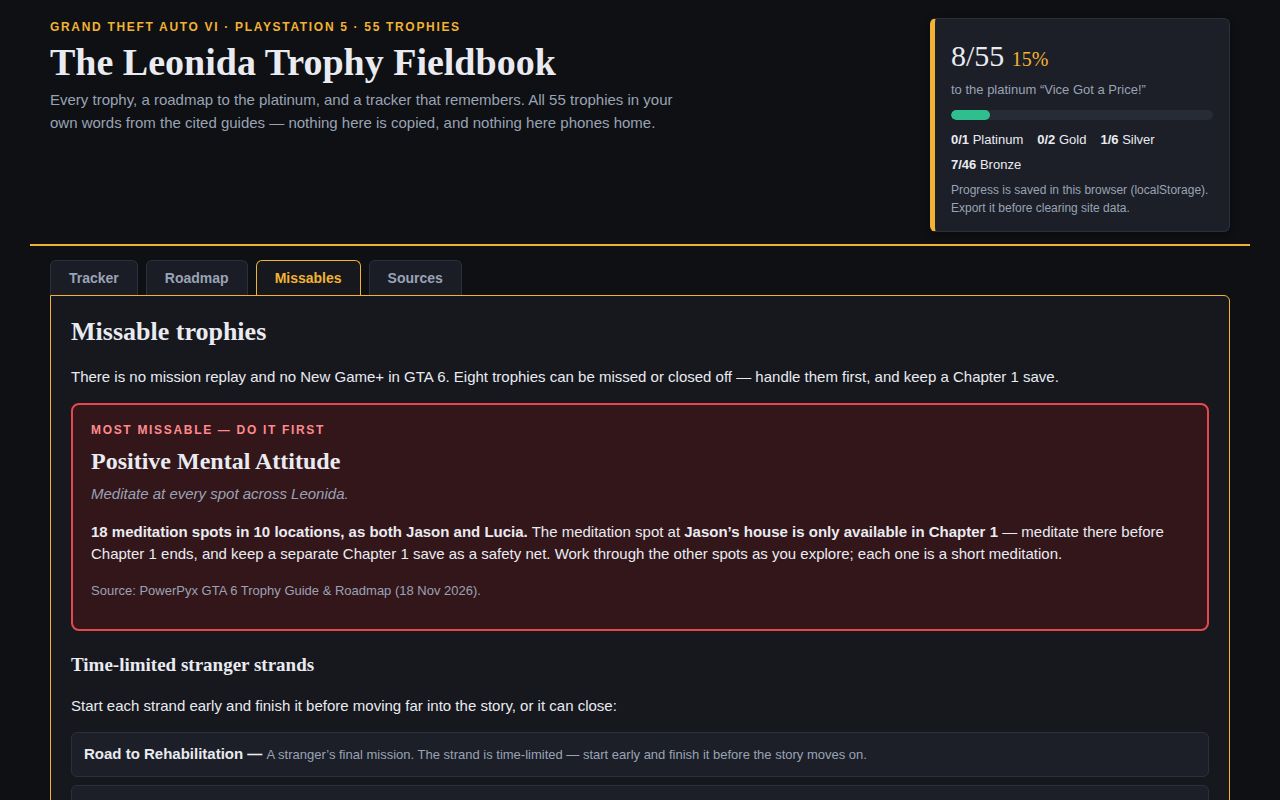 GRAND THEFT AUTO VI · PLAYSTATION 5 · 55 TROPHIES
The Leonida Trophy Fieldbook
Every trophy, a roadmap to the platinum, and a tracker that remembers. All 55 trophies in your
own words from the cited guides — nothing here is copied, and nothing here phones home.
8/55 15%
to the platinum “Vice Got a Price!”
0/1 Platinum 0/2 Gold 1/6 Silver
7/46 Bronze
Progress is saved in this browser (localStorage).
Export it before clearing site data.
Tracker Roadmap Missables Sources
Missable trophies
There is no mission replay and no New Game+ in GTA 6. Eight trophies can be missed or closed off — handle them first, and keep a Chapter 1 save.
MOST MISSABLE — DO IT FIRST
Positive Mental Attitude
Meditate at every spot across Leonida.
18 meditation spots in 10 locations, as both Jason and Lucia. The meditation spot at Jason’s house is only available in Chapter 1 — meditate there before
Chapter 1 ends, and keep a separate Chapter 1 save as a safety net. Work through the other spots as you explore; each one is a short meditation.
Source: PowerPyx GTA 6 Trophy Guide & Roadmap (18 Nov 2026).
Time-limited stranger strands
Start each strand early and finish it before moving far into the story, or it can close:
Road to Rehabilitation — A stranger’s final mission. The strand is time-limited — start early and finish it before the story moves on.